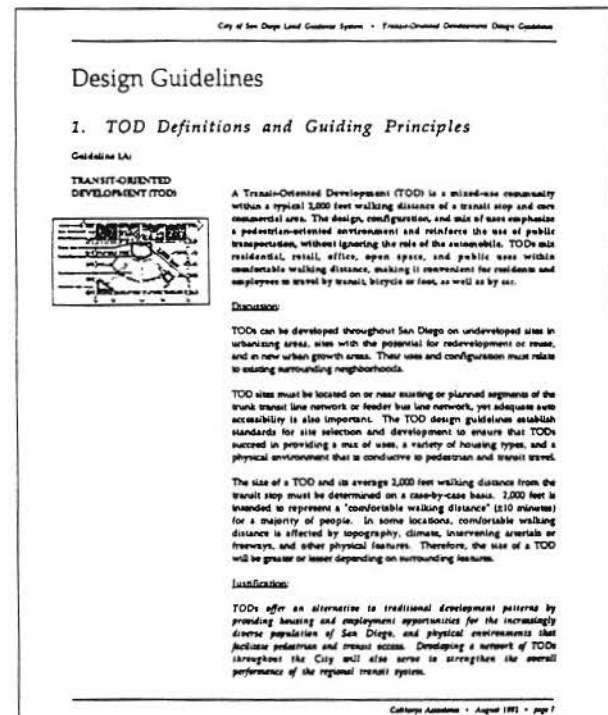 City of San Diego Land Guidance System • Transit-Oriented Development Design Guidelines
Design Guidelines
1. TOD Definitions and Guiding Principles
Guideline 1A:
TRANSIT-ORIENTED
DEVELOPMENT (TOD)
A Transit-Oriented Development (TOD) is a mixed-use community
within a typical 2,000 feet walking distance of a transit stop and core
commercial area. The design, configuration, and mix of uses emphasize
a pedestrian-oriented environment and reinforce the use of public
transportation, without ignoring the role of the automobile. TODs mix
residential, retail, office, open space, and public uses within
comfortable walking distance, making it convenient for residents and
employees to travel by transit, bicycle or foot, as well as by car.
Discussion:
TODs can be developed throughout San Diego on undeveloped sites in
urbanizing areas, sites with the potential for redevelopment or reuse,
and in new urban growth areas. Their uses and configuration must relate
to existing surrounding neighborhoods.
TOD sites must be located on or near existing or planned segments of the
trunk transit line network or feeder bus line network, yet adequate auto
accessibility is also important. The TOD design guidelines establish
standards for site selection and development to ensure that TODs
succeed in providing a mix of uses, a variety of housing types, and a
physical environment that is conductive to pedestrian and transit travel.
The size of a TOD and its average 2,000 feet walking distance from the
transit stop must be determined on a case-by-case basis. 2,000 feet is
intended to represent a "comfortable walking distance" (±10 minutes)
for a majority of people. In some locations, comfortable walking
distance is affected by topography, climate, intervening arterials or
freeways, and other physical features. Therefore, the size of a TOD
will be greater or lesser depending on surrounding features.
Justification:
TODs offer an alternative to traditional development patterns by
providing housing and employment opportunities for the increasingly
diverse population of San Diego, and physical environments that
facilitate pedestrian and transit access. Developing a network of TODs
throughout the City will also serve to strengthen the overall
performance of the regional transit system.
Calthorpe Associates • August 1992 • page 7